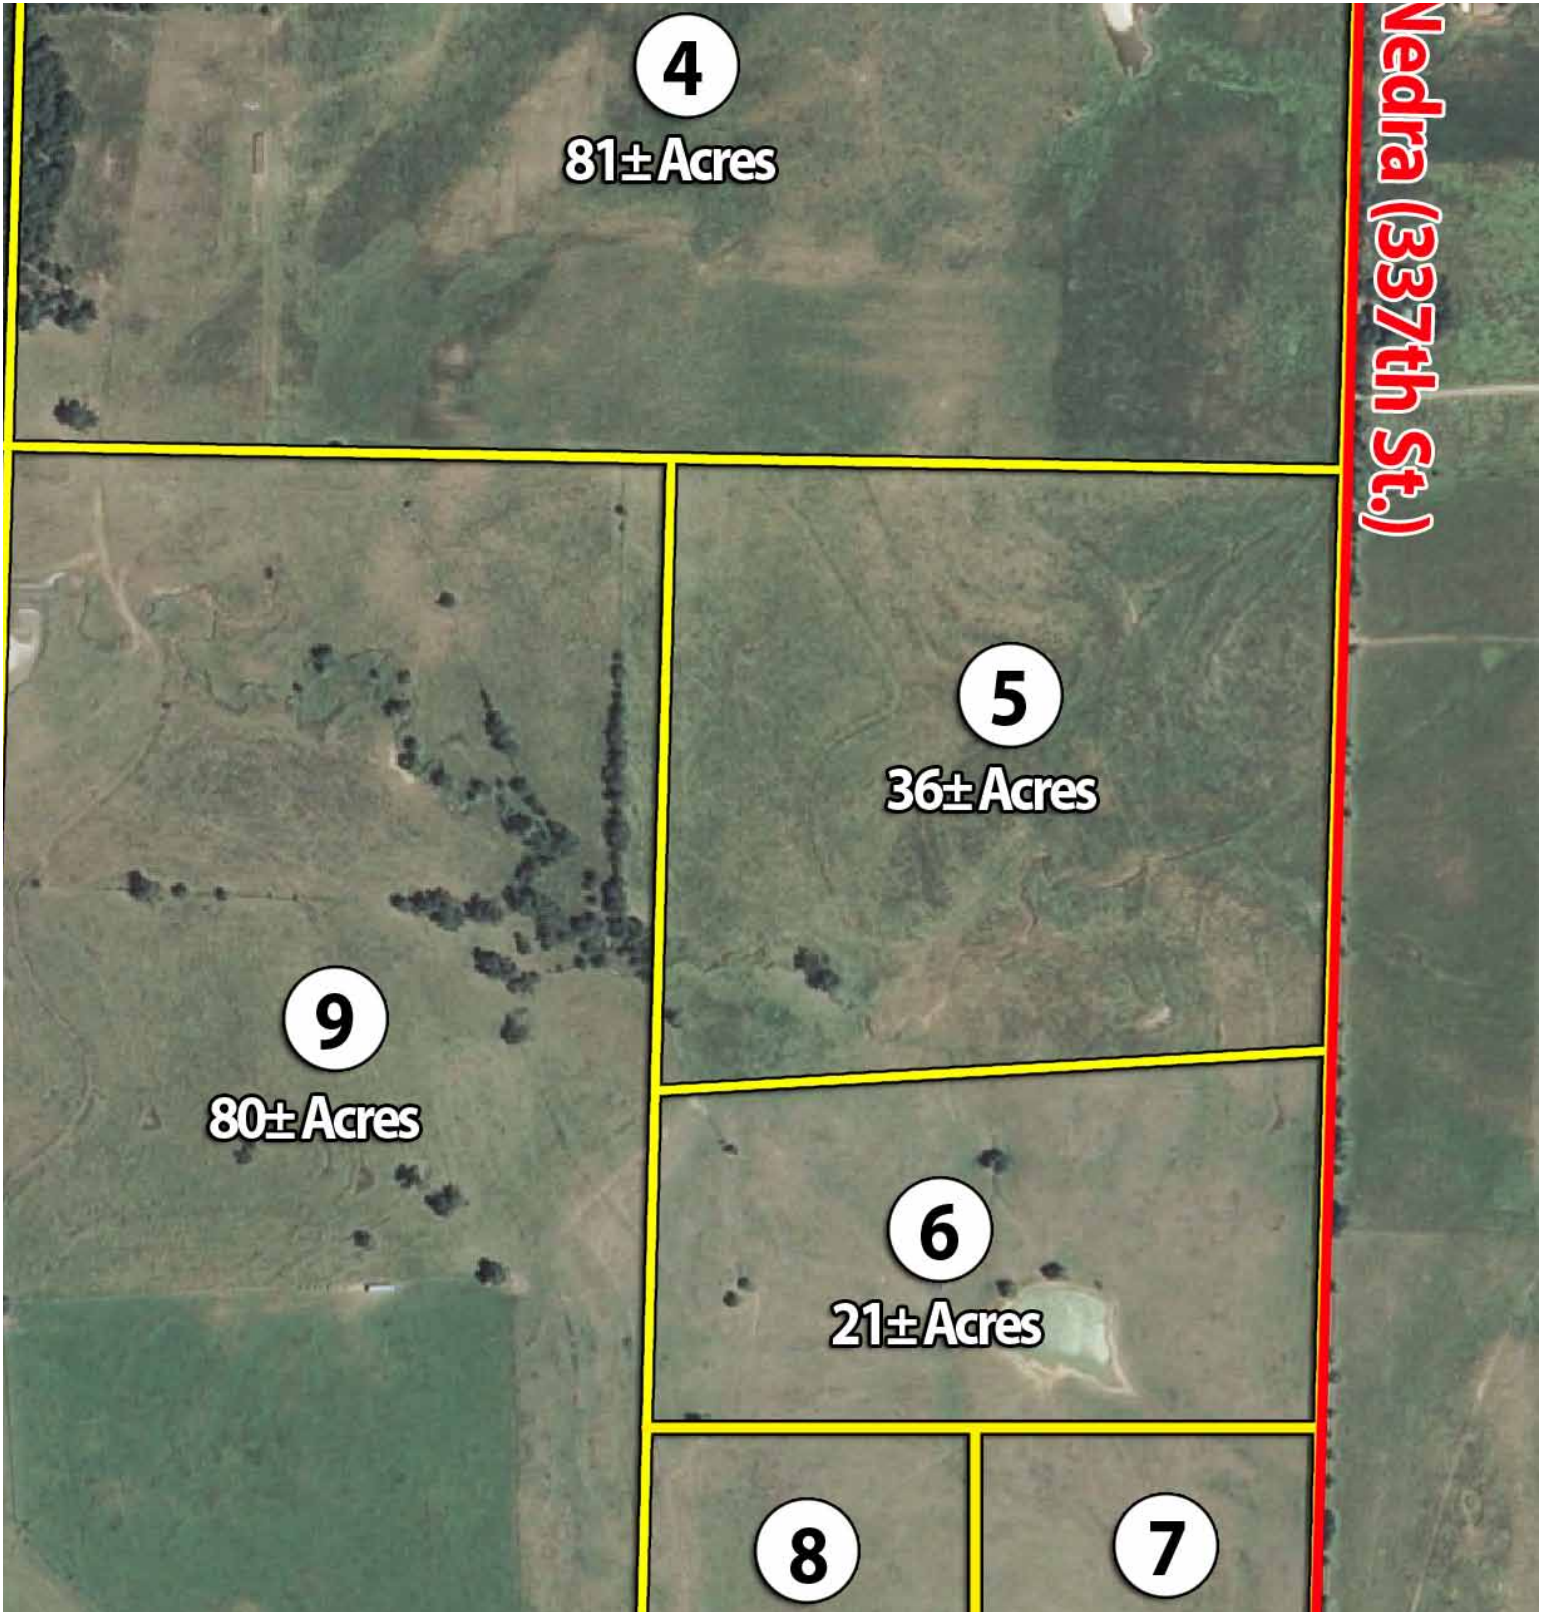 4
81± Acres
Nedra (337th St.)
5
36± Acres
9
80± Acres
6
21± Acres
8
7